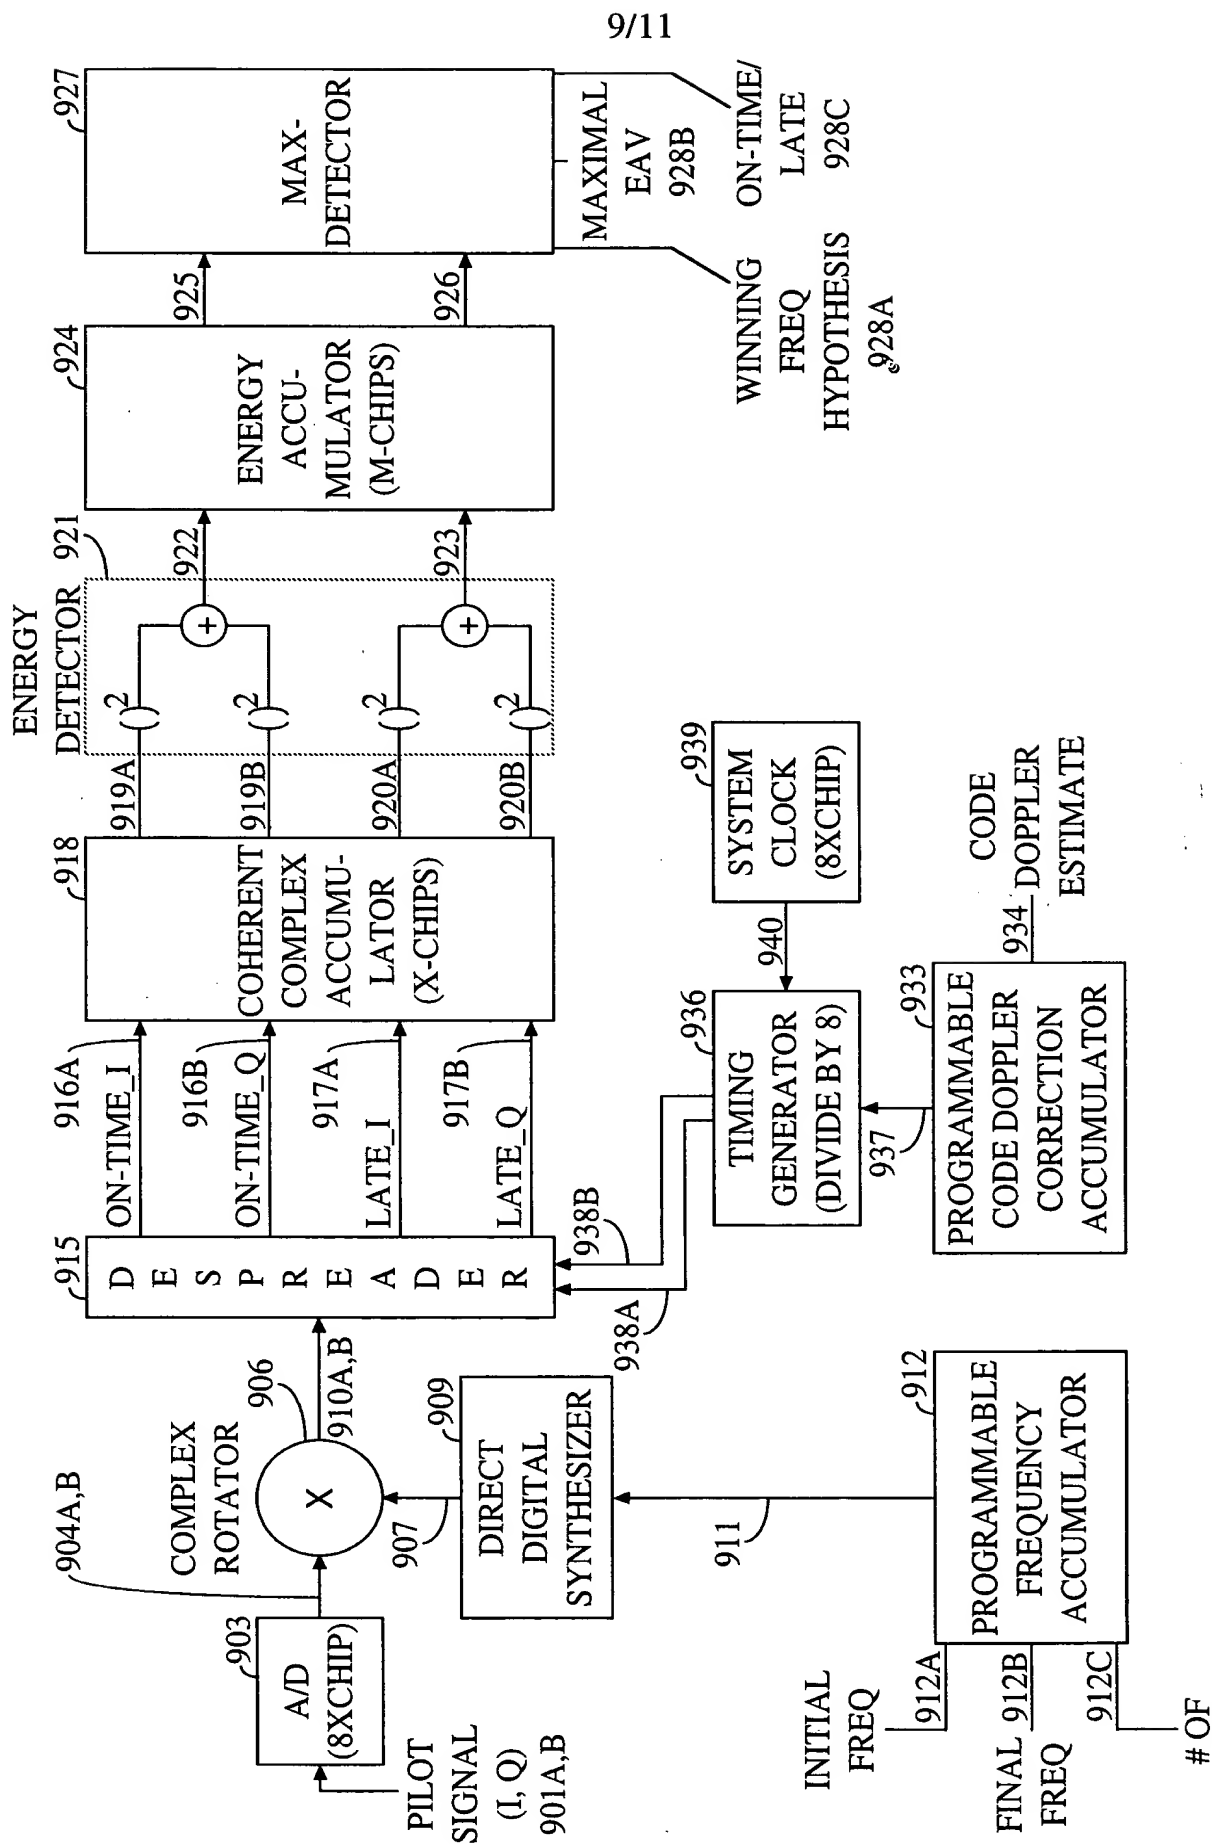 9/11
PILOT
SIGNAL
(I, Q)
901A,B
903
A/D
(8XCHIP)
904A,B
COMPLEX
ROTATOR
906
X
910A,B
907
909
DIRECT
DIGITAL
SYNTHESIZER
911
912
PROGRAMMABLE
FREQUENCY
ACCUMULATOR
INITIAL
FREQ
912A
FINAL
FREQ
912B
912C
# OF
915
DESPREADER
ON-TIME_I
916A
ON-TIME_Q
916B
LATE_I
917A
LATE_Q
917B
938A
938B
918
COHERENT
COMPLEX
ACCUMU-
LATOR
(X-CHIPS)
919A
919B
920A
920B
ENERGY
DETECTOR
921
( )2
( )2
( )2
( )2
+
+
922
923
924
ENERGY
ACCU-
MULATOR
(M-CHIPS)
925
926
927
MAX-
DETECTOR
WINNING
FREQ
HYPOTHESIS
928A
MAXIMAL
EAV
928B
ON-TIME/
LATE
928C
936
TIMING
GENERATOR
(DIVIDE BY 8)
940
939
SYSTEM
CLOCK
(8XCHIP)
937
933
PROGRAMMABLE
CODE DOPPLER
CORRECTION
ACCUMULATOR
934
CODE
DOPPLER
ESTIMATE